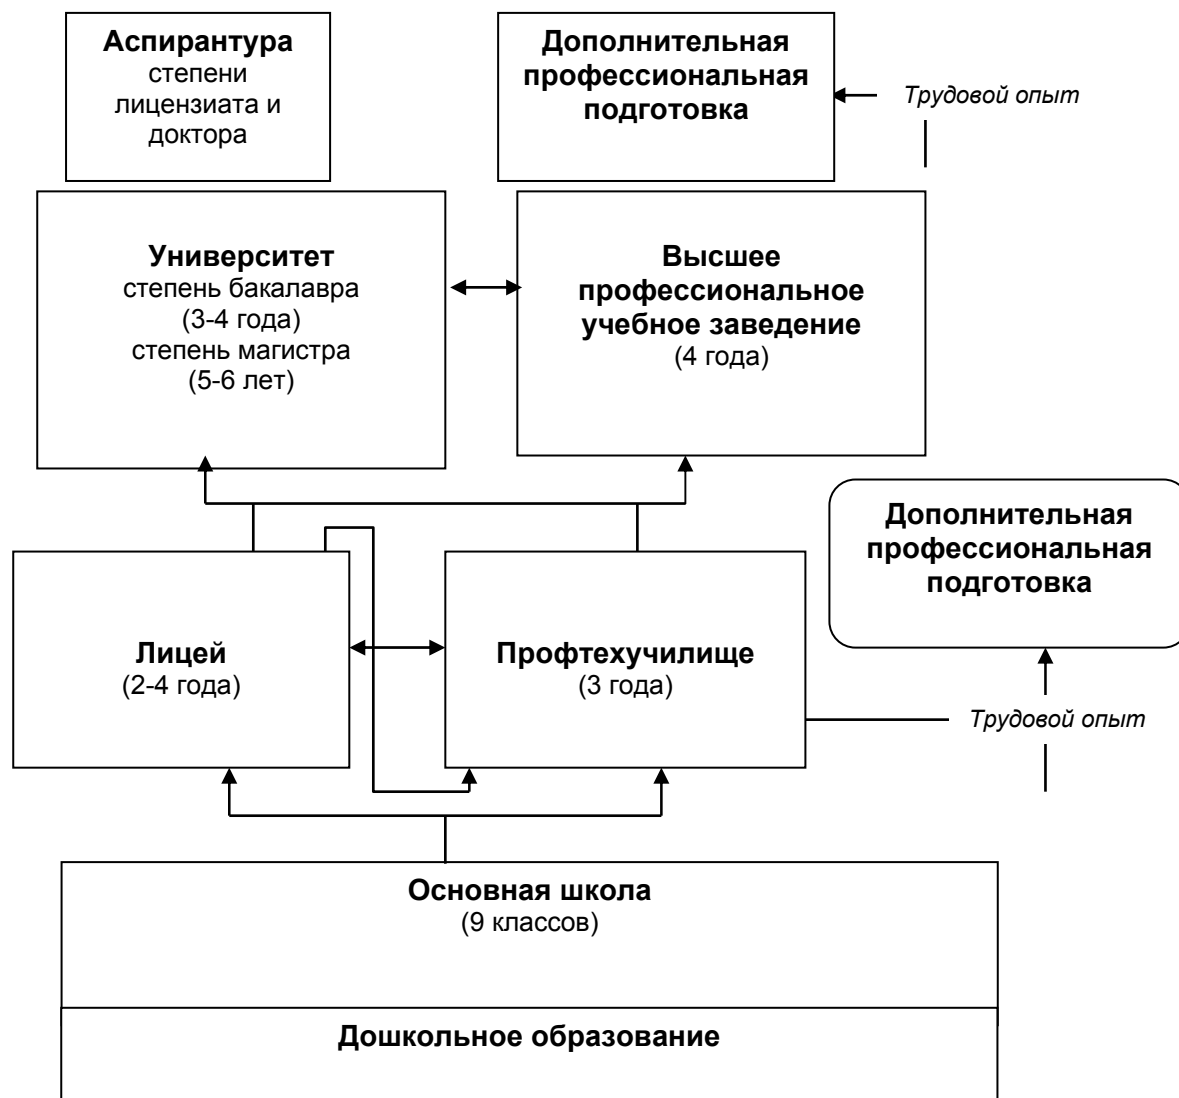 Аспирантура
степени
лицензиата и
доктора
Дополнительная
профессиональная
подготовка
Трудовой опыт
Университет
степень бакалавра
(3-4 года)
степень магистра
(5-6 лет)
Высшее
профессиональное
учебное заведение
(4 года)
Дополнительная
профессиональная
подготовка
Лицей
(2-4 года)
Профтехучилище
(3 года)
Трудовой опыт
Основная школа
(9 классов)
Дошкольное образование